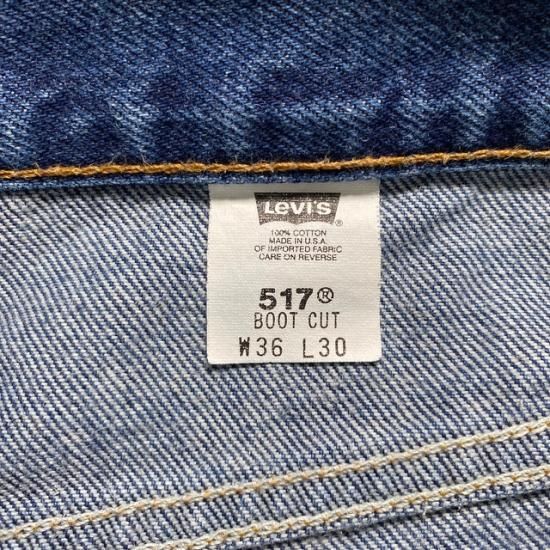 Levi's®
100% COTTON
MADE IN U.S.A.
OF IMPORTED FABRIC
CARE ON REVERSE
517®
BOOT CUT
W36 L30